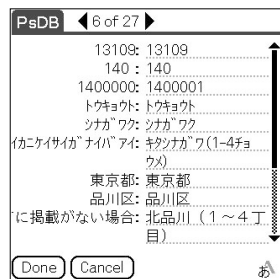 PsDB 6 of 27
13109: 13109
140 : 140
1400000: 1400001
トウキョウト: トウキョウト
シナガワク: シナガワク
イカニケイサイガナイバアイ: キタシナガワ(1-4チョ
ウメ)
東京都: 東京都
品川区: 品川区
に掲載がない場合: 北品川(1~4丁
目)
Done Cancel あ